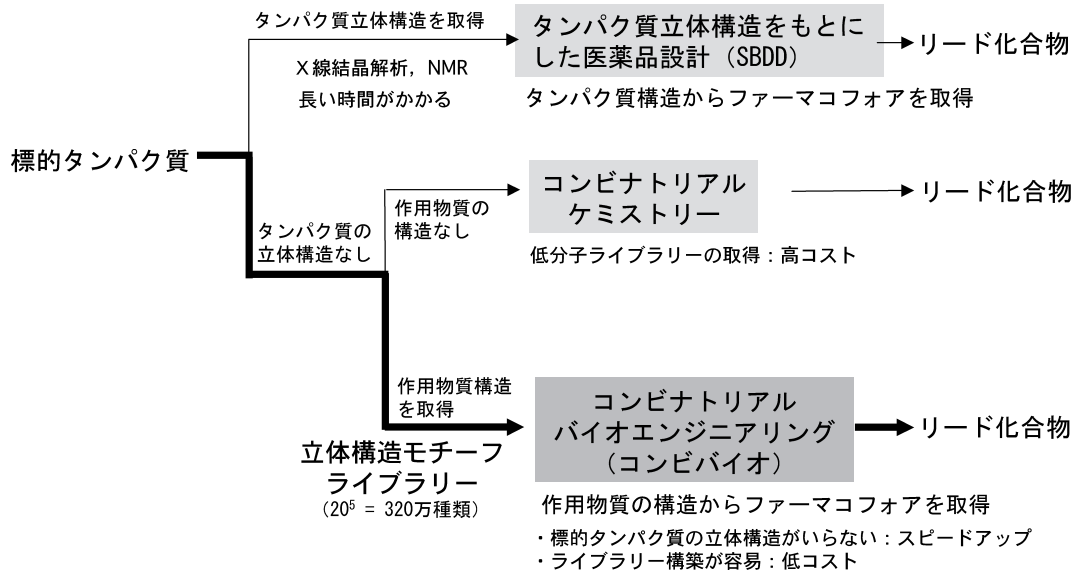 タンパク質立体構造を取得
X線結晶解析，NMR
長い時間がかかる
タンパク質立体構造をもとに
した医薬品設計（SBDD）
リード化合物
タンパク質構造からファーマコフォアを取得
標的タンパク質
タンパク質の
立体構造なし
作用物質の
構造なし
コンビナトリアル
ケミストリー
リード化合物
低分子ライブラリーの取得：高コスト
作用物質構造
を取得
立体構造モチーフ
ライブラリー
（20⁵ = 320万種類）
コンビナトリアル
バイオエンジニアリング
（コンビバイオ）
リード化合物
作用物質の構造からファーマコフォアを取得
・標的タンパク質の立体構造がいらない：スピードアップ
・ライブラリー構築が容易：低コスト